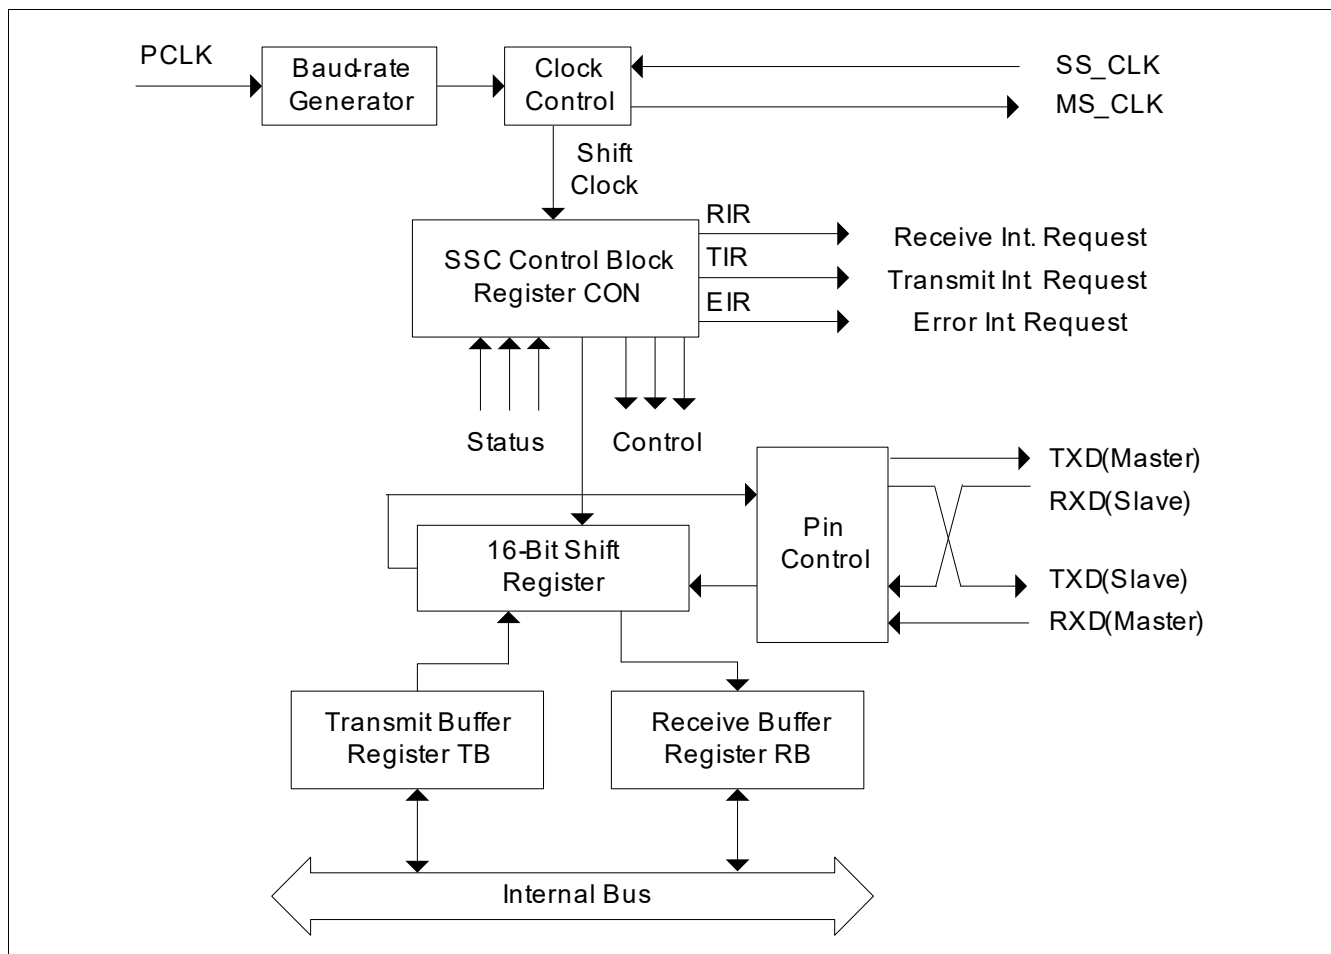 PCLK
Baud-rate
Generator
Clock
Control
SS_CLK
MS_CLK
Shift
Clock
SSC Control Block
Register CON
RIR
TIR
EIR
Receive Int. Request
Transmit Int. Request
Error Int. Request
Status
Control
Pin
Control
TXD(Master)
RXD(Slave)
TXD(Slave)
RXD(Master)
16-Bit Shift
Register
Transmit Buffer
Register TB
Receive Buffer
Register RB
Internal Bus